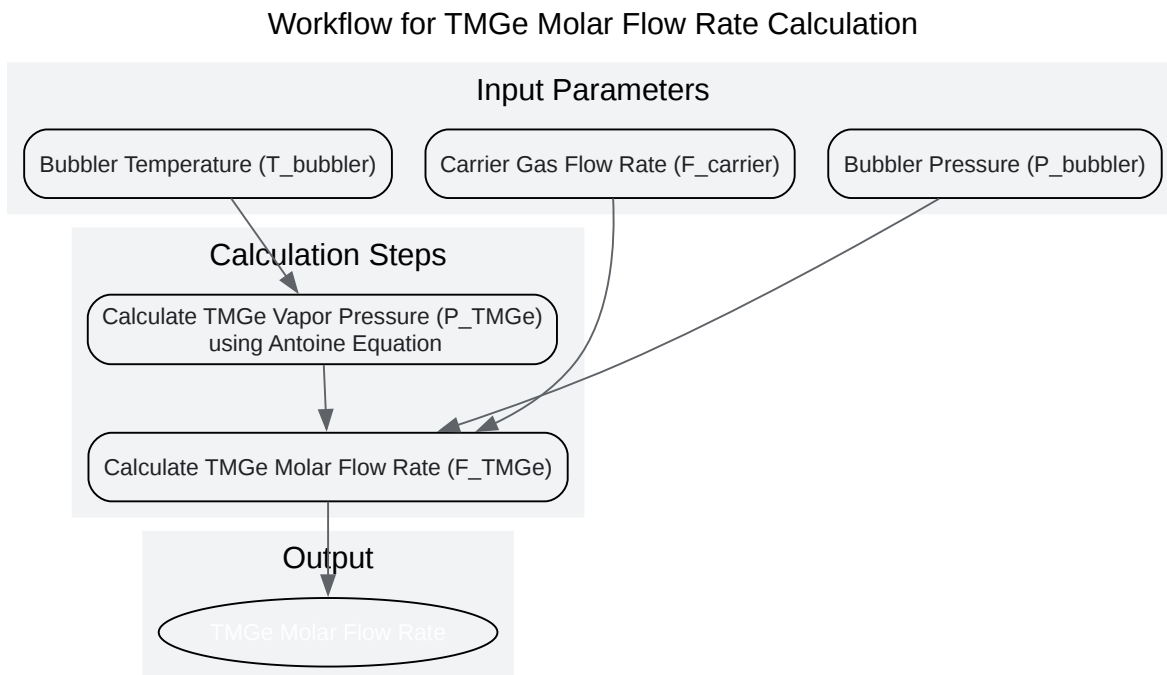 Workflow for TMGe Molar Flow Rate Calculation
Input Parameters
Bubbler Temperature (T_bubbler)
Carrier Gas Flow Rate (F_carrier)
Bubbler Pressure (P_bubbler)
Calculation Steps
Calculate TMGe Vapor Pressure (P_TMGe)
using Antoine Equation
Calculate TMGe Molar Flow Rate (F_TMGe)
Output
TMGe Molar Flow Rate